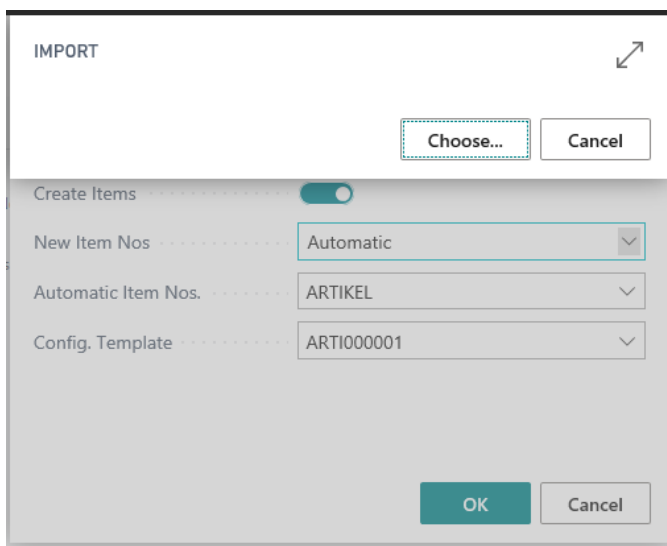 IMPORT
Choose... Cancel
Create Items
New Item Nos Automatic
Automatic Item Nos. ARTIKEL
Config. Template ARTI000001
OK Cancel